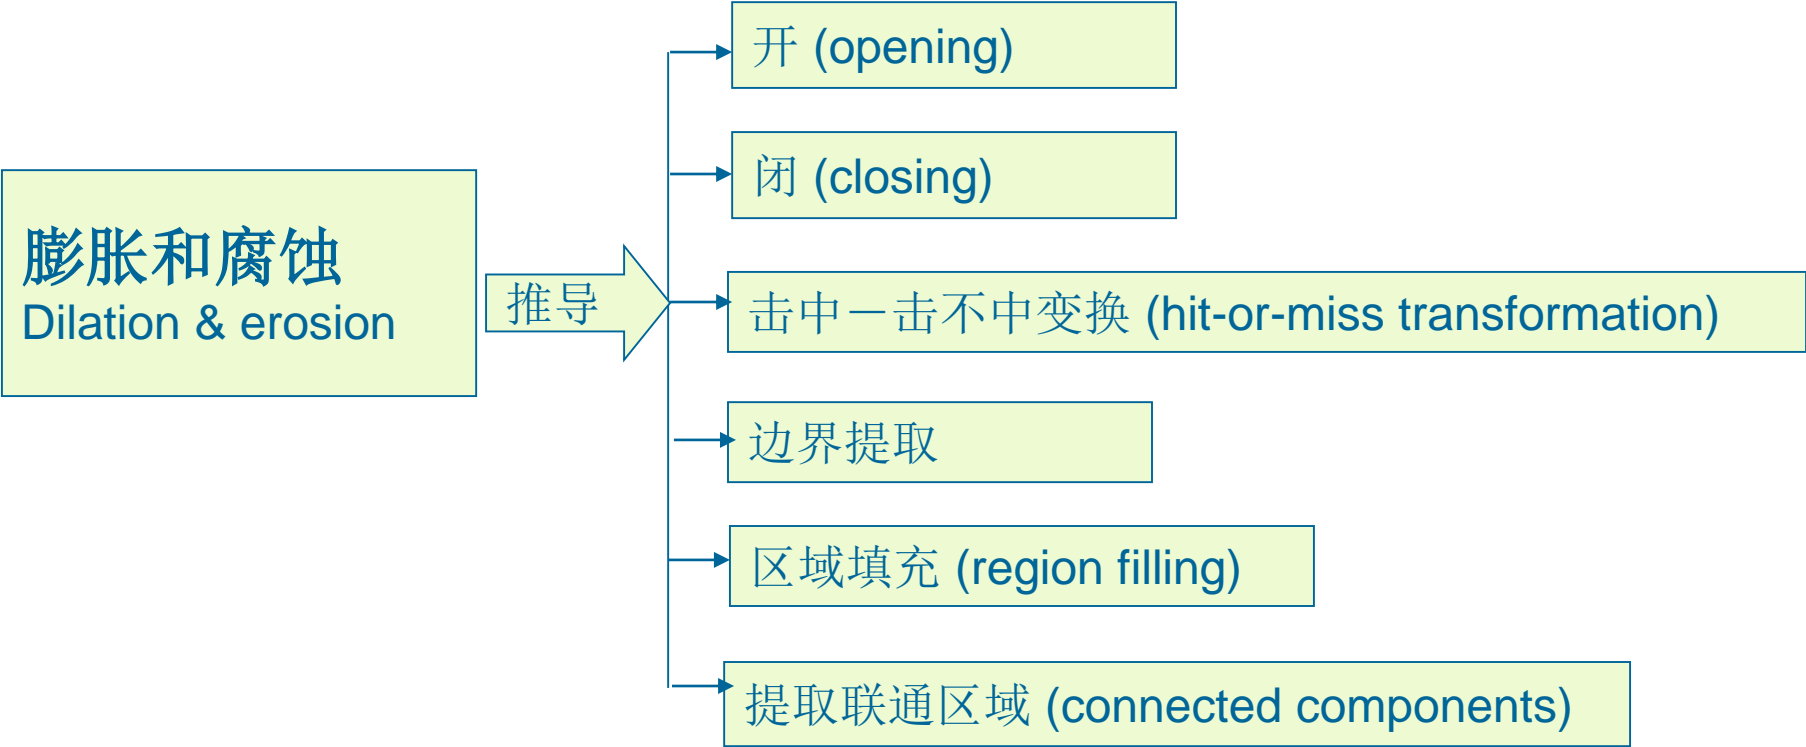 膨胀和腐蚀
Dilation & erosion
推导
开 (opening)
闭 (closing)
击中－击不中变换 (hit-or-miss transformation)
边界提取
区域填充 (region filling)
提取联通区域 (connected components)